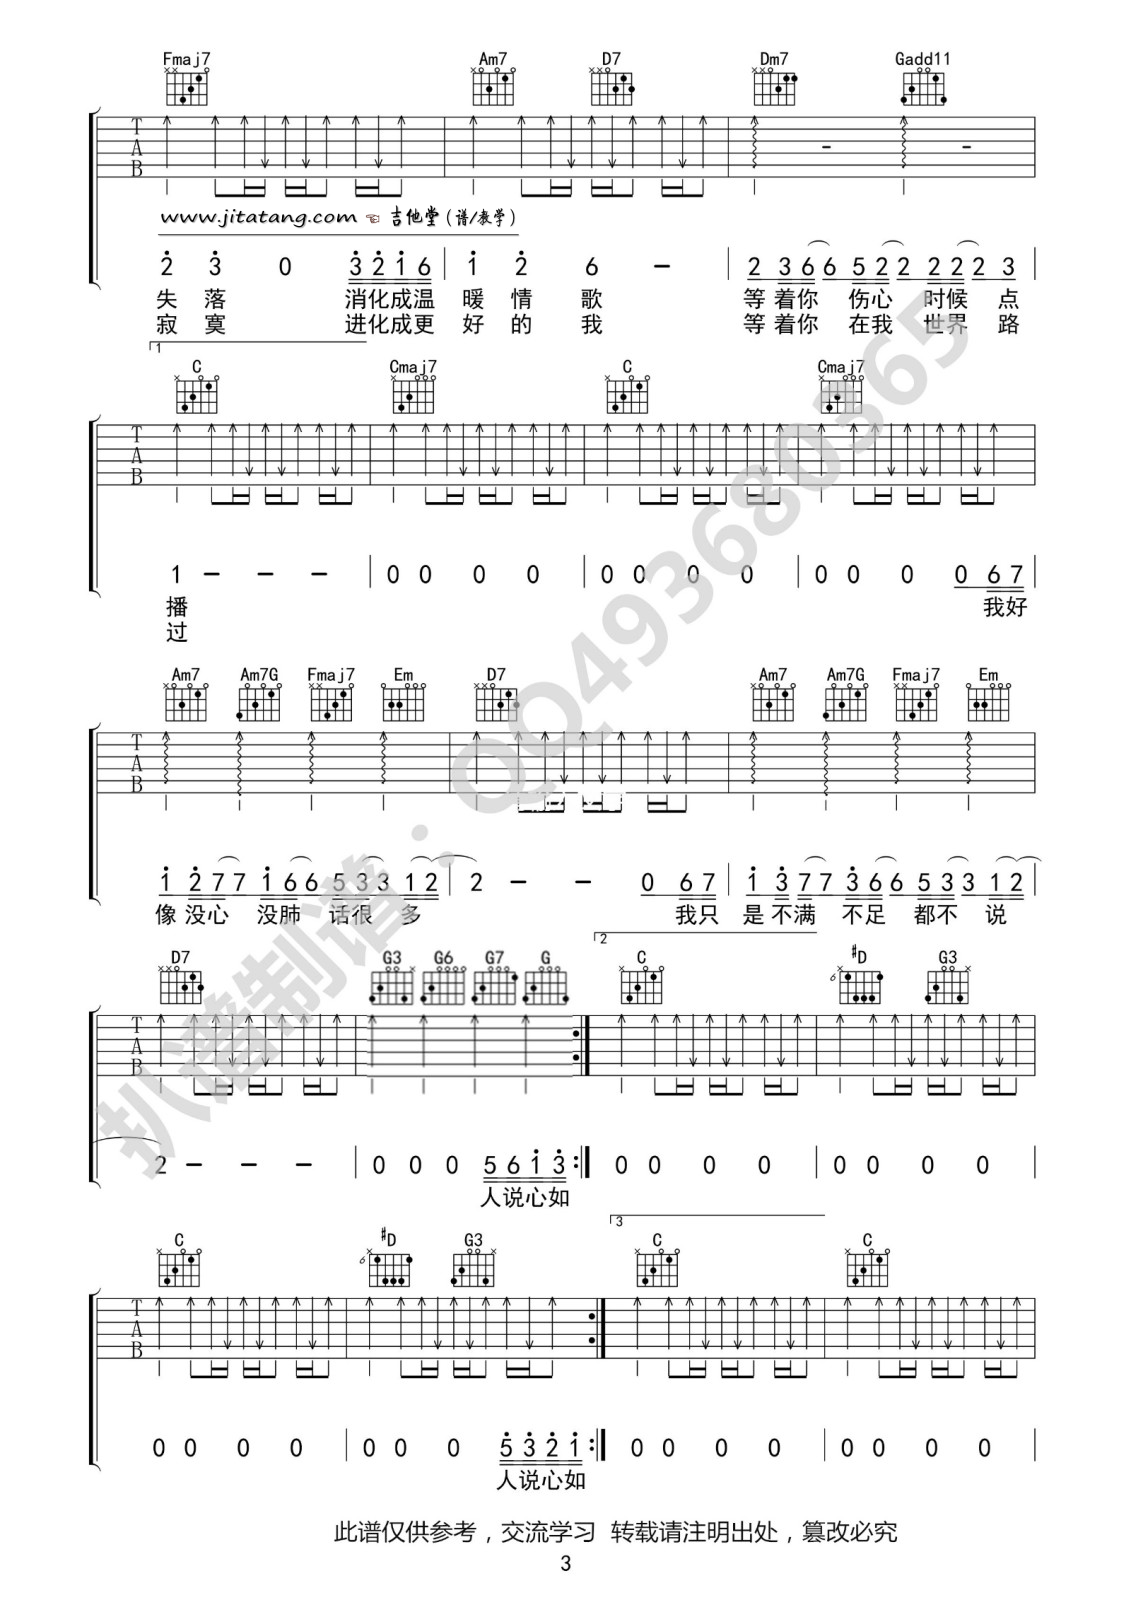 Fmaj7 Am7 D7 Dm7 Gadd11
T
A
B
www.jitatang.com ☜ 吉他堂(谱/教学)
2 3 0 3 2 1 6 1 2 6 - 2 3 6 6 5 2 2 2 2 2 3
失落 消化成温 暖情歌 等着你 伤心 时候 点
寂寞 进化成更 好的我 等着你 在我 世界 路
1
C Cmaj7 C Cmaj7
T
A
B
1 - - - 0 0 0 0 0 0 0 0 0 0 0 0 6 7
播 我好
过
Am7 Am7G Fmaj7 Em D7 Am7 Am7G Fmaj7 Em
T
A
B
1 2 7 7 1 6 6 5 3 3 1 2 2 - - 0 6 7 1 3 7 7 3 6 6 5 3 3 1 2
像没心 没肺 话很 多 我只 是不满 不足 都不 说
2
D7 G3 G6 G7 G C #D G3
6
T
A
B
2 - - - 0 0 0 5 6 1 3 0 0 0 0 0 0 0 0
人说心如
3
C #D G3 C C
6
T
A
B
0 0 0 0 0 0 0 5 3 2 1 0 0 0 0 0 0 0 0
人说心如
扒谱制谱：QQ493680365
此谱仅供参考，交流学习 转载请注明出处，篡改必究
3